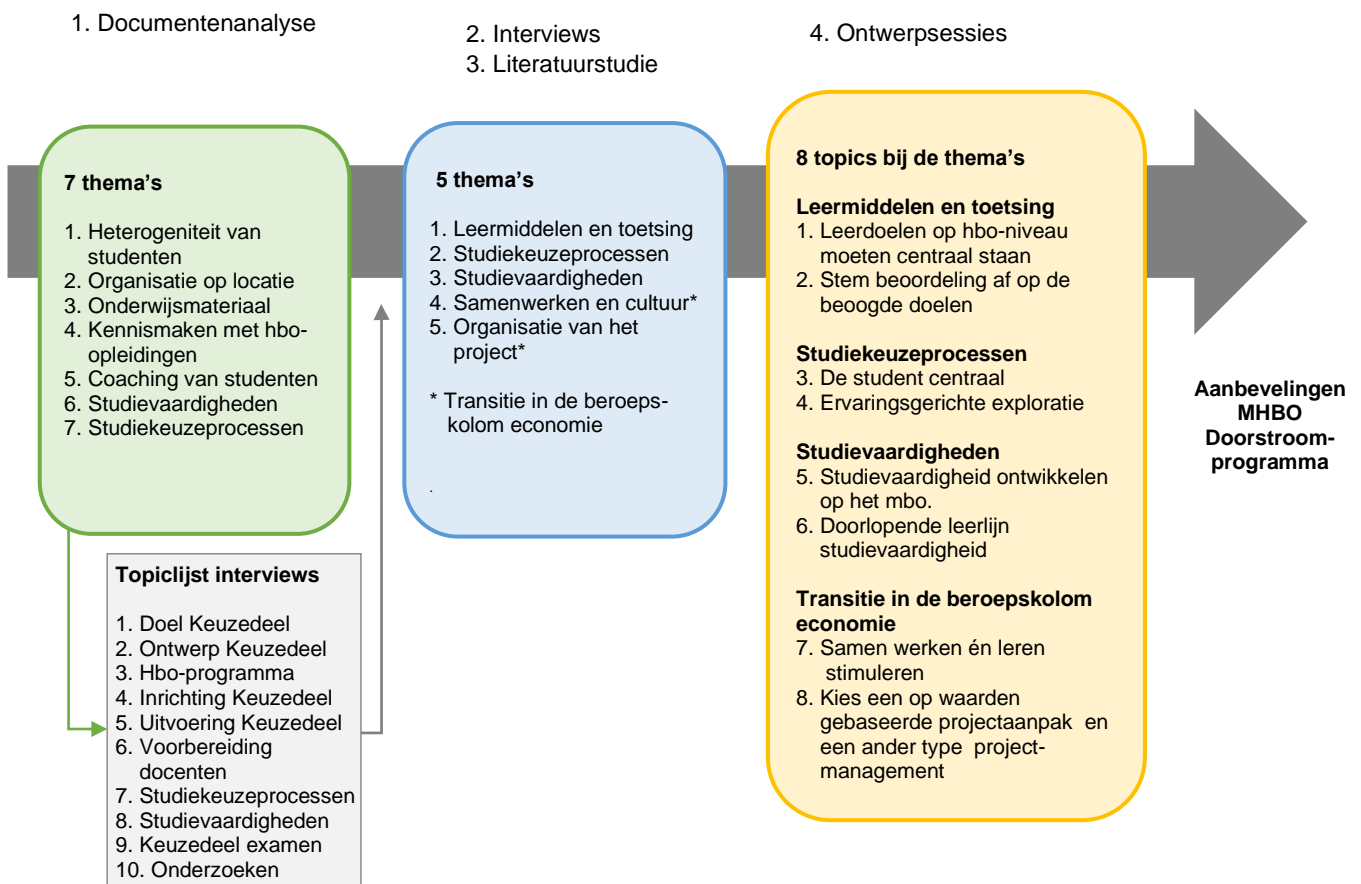 1. Documentenanalyse
2. Interviews
3. Literatuurstudie
4. Ontwerpsessies
7 thema's
1. Heterogeniteit van
studenten
2. Organisatie op locatie
3. Onderwijsmateriaal
4. Kennismaken met hbo-
opleidingen
5. Coaching van studenten
6. Studievaardigheden
7. Studiekeuzeprocessen
Topiclijst interviews
1. Doel Keuzedeel
2. Ontwerp Keuzedeel
3. Hbo-programma
4. Inrichting Keuzedeel
5. Uitvoering Keuzedeel
6. Voorbereiding
docenten
7. Studiekeuzeprocessen
8. Studievaardigheden
9. Keuzedeel examen
10. Onderzoeken
5 thema's
1. Leermiddelen en toetsing
2. Studiekeuzeprocessen
3. Studievaardigheden
4. Samenwerken en cultuur*
5. Organisatie van het
project*
* Transitie in de beroeps-
kolom economie
.
8 topics bij de thema's
Leermiddelen en toetsing
1. Leerdoelen op hbo-niveau
moeten centraal staan
2. Stem beoordeling af op de
beoogde doelen
Studiekeuzeprocessen
3. De student centraal
4. Ervaringsgerichte exploratie
Studievaardigheden
5. Studievaardigheid ontwikkelen
op het mbo.
6. Doorlopende leerlijn
studievaardigheid
Transitie in de beroepskolom
economie
7. Samen werken én leren
stimuleren
8. Kies een op waarden
gebaseerde projectaanpak en
een ander type project-
management
Aanbevelingen
MHBO
Doorstroom-
programma